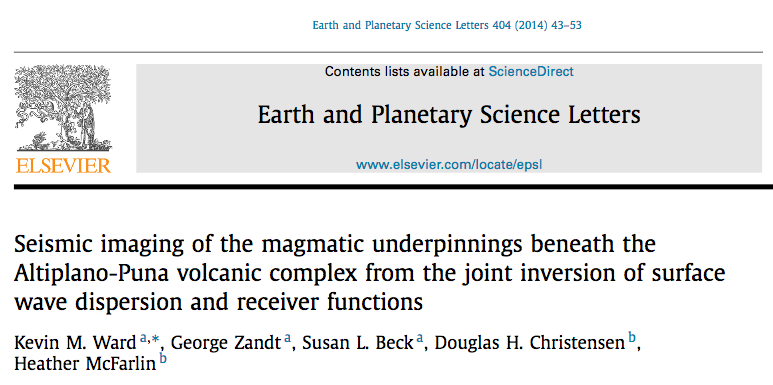 Earth and Planetary Science Letters 404 (2014) 43–53
Contents lists available at ScienceDirect
Earth and Planetary Science Letters
ELSEVIER
www.elsevier.com/locate/epsl
Seismic imaging of the magmatic underpinnings beneath the
Altiplano-Puna volcanic complex from the joint inversion of surface
wave dispersion and receiver functions
Kevin M. Ward a,*, George Zandt a, Susan L. Beck a, Douglas H. Christensen b,
Heather McFarlin b